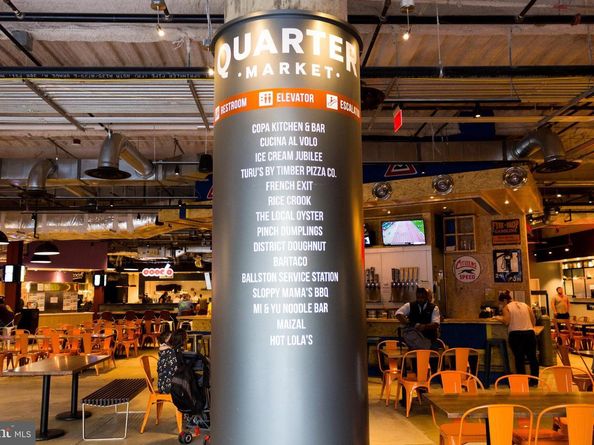 QUARTER
· MARKET ·
RESTROOM ELEVATOR ESCALATOR
COPA KITCHEN & BAR
CUCINA AL VOLO
ICE CREAM JUBILEE
TURU'S BY TIMBER PIZZA CO.
FRENCH EXIT
RICE CROOK
THE LOCAL OYSTER
PINCH DUMPLINGS
DISTRICT DOUGHNUT
BARTACO
BALLSTON SERVICE STATION
SLOPPY MAMA'S BBQ
MI & YU NOODLE BAR
MAIZAL
HOT LOLA'S
SPEED
MLS